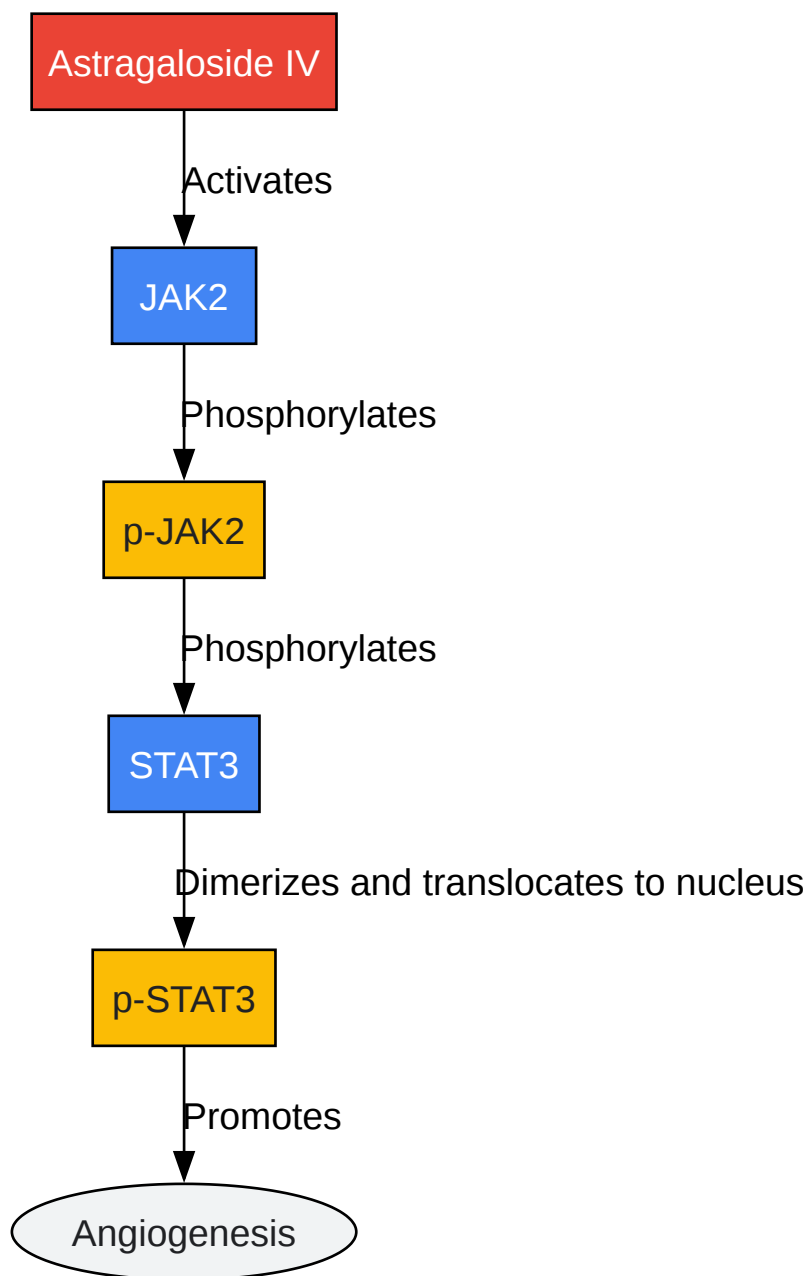 Astragaloside IV
Activates
JAK2
Phosphorylates
p-JAK2
Phosphorylates
STAT3
Dimerizes and translocates to nucleus
p-STAT3
Promotes
Angiogenesis